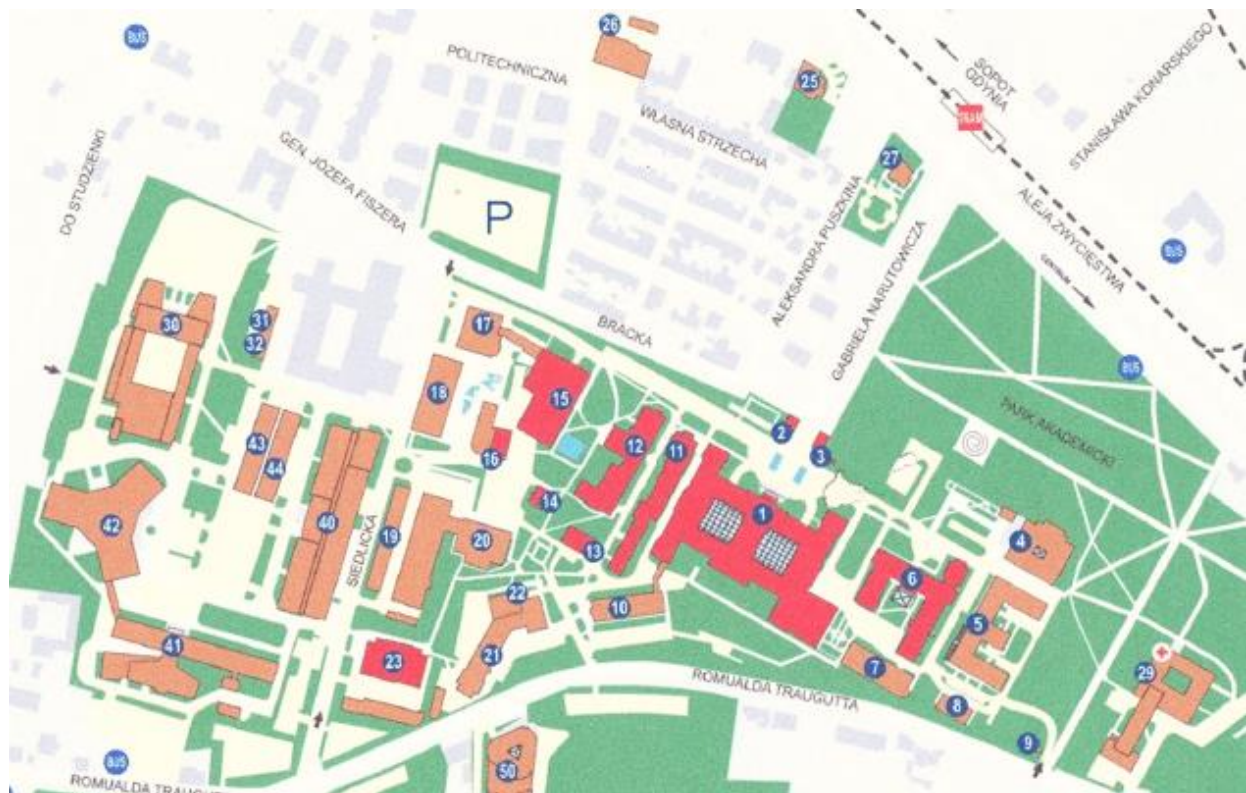 26
BUS
POLITECHNICZNA
SOPOT
GDYNIA
STANISŁAWA KONARSKIEGO
25
TRAM
WŁASNA STRZECHA
DO STUDZIENKI
GEN. JÓZEFA FISZERA
27
P
ALEKSANDRA PUSZKINA
ALEJA ZWYCIĘSTWA
BUS
GABRIELA NARUTOWICZA
CENTRUM
30
31
32
17
BRACKA
BUS
18
15
PARK AKADEMICKI
43
44
16
12
11
2
3
42
40
14
1
4
SIEDLICKA
19
20
13
6
22
10
5
41
23
21
7
29
ROMUALDA TRAUGUTTA
8
9
BUS
50
ROMUALDA TRAUGU